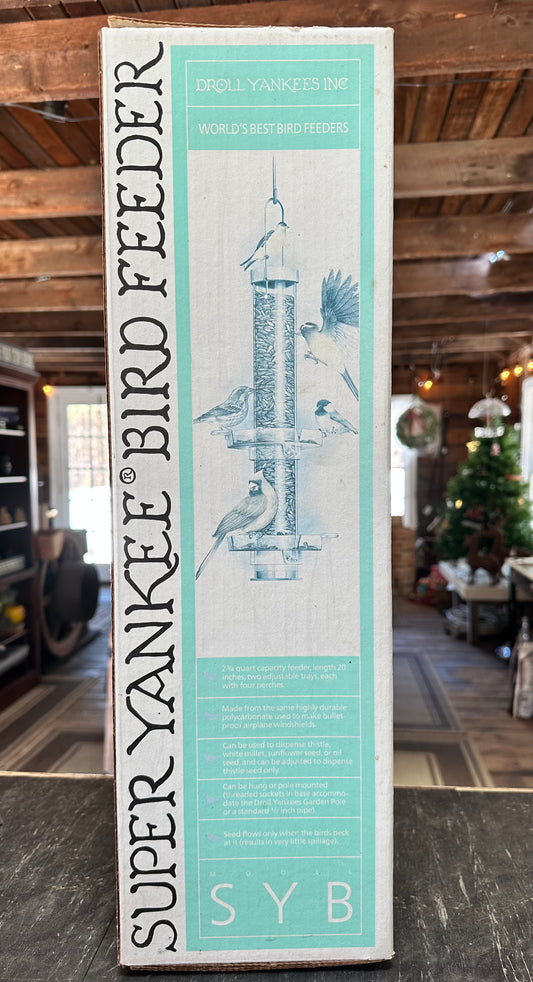 SUPER YANKEE® BIRD FEEDER
DROLL YANKEES INC
WORLD'S BEST BIRD FEEDERS
2¾ quart capacity feeder, length 20
inches, two adjustable trays, each
with four perches.
Made from the same highly durable
polycarbonate used to make bullet-
proof airplane windshields.
Can be used to dispense thistle,
white millet, sunflower seed, or oil
seed, and can be adjusted to dispense
thistle seed only.
Can be hung or pole mounted
(threaded sockets in base accommo-
date the Droll Yankees Garden Pole
or a standard ½ inch pipe).
Seed flows only when the birds peck
at it (results in very little spillage).
MODEL
SYB